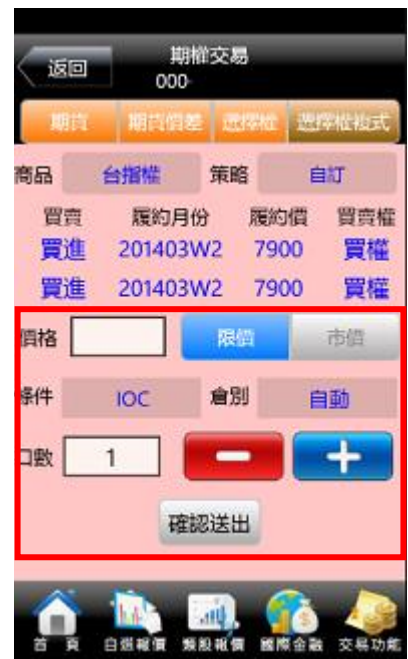 返回
期權交易
000-
期貨 期貨價差 選擇權 選擇權複式
商品 台指權 策略 自訂
買賣 履約月份 履約價 買賣權
買進 201403W2 7900 買權
買進 201403W2 7900 買權
價格 限價 市價
條件 IOC 倉別 自動
口數 1 − +
確認送出
首頁 自選報價 類股報價 國際金融 交易功能